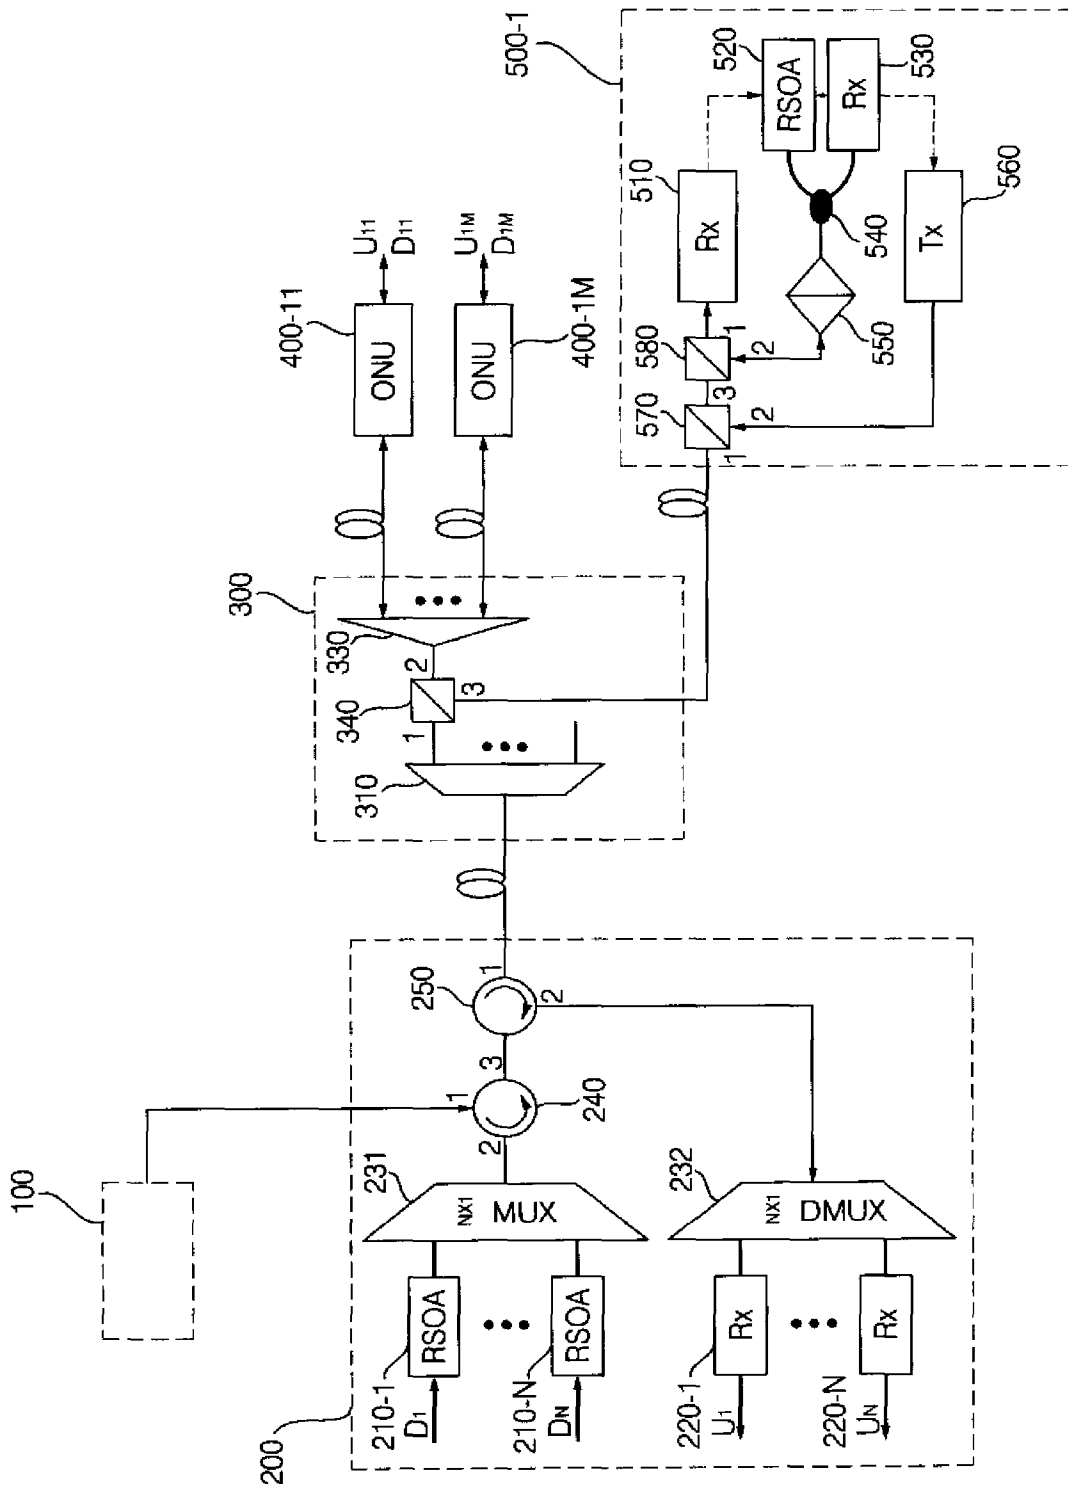 100
200
D1
210-1
RSOA
210-N
DN
RSOA
231
NX1 MUX
1
2
240
3
250
1
2
220-1
U1
Rx
220-N
UN
Rx
232
NX1 DMUX
300
310
1
340
2
3
330
400-11
ONU
U11
D11
400-1M
ONU
U1M
D1M
500-1
570
1
2
3
580
1
2
510
Rx
520
RSOA
530
Rx
540
550
560
Tx